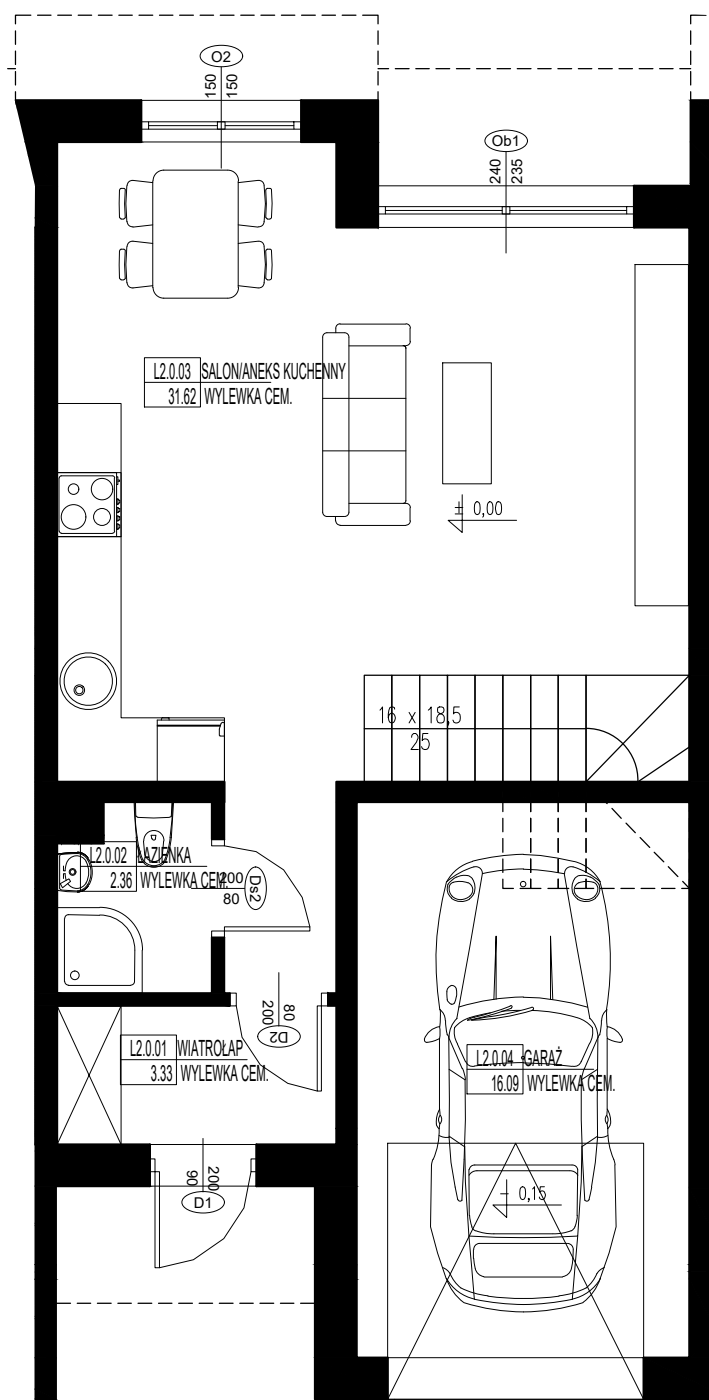 O2
150
150
Ob1
240
235
L2.0.03 SALON/ANEKS KUCHENNY
31.62 WYLEWKA CEM.
± 0,00
16 x 18,5
25
L2.0.02 ŁAZIENKA
2.36 WYLEWKA CEM.
200
80
Ds2
80
200
D2
L2.0.01 WIATROŁAP
3.33 WYLEWKA CEM.
L2.0.04 GARAŻ
16.09 WYLEWKA CEM.
200
90
D1
- 0,15